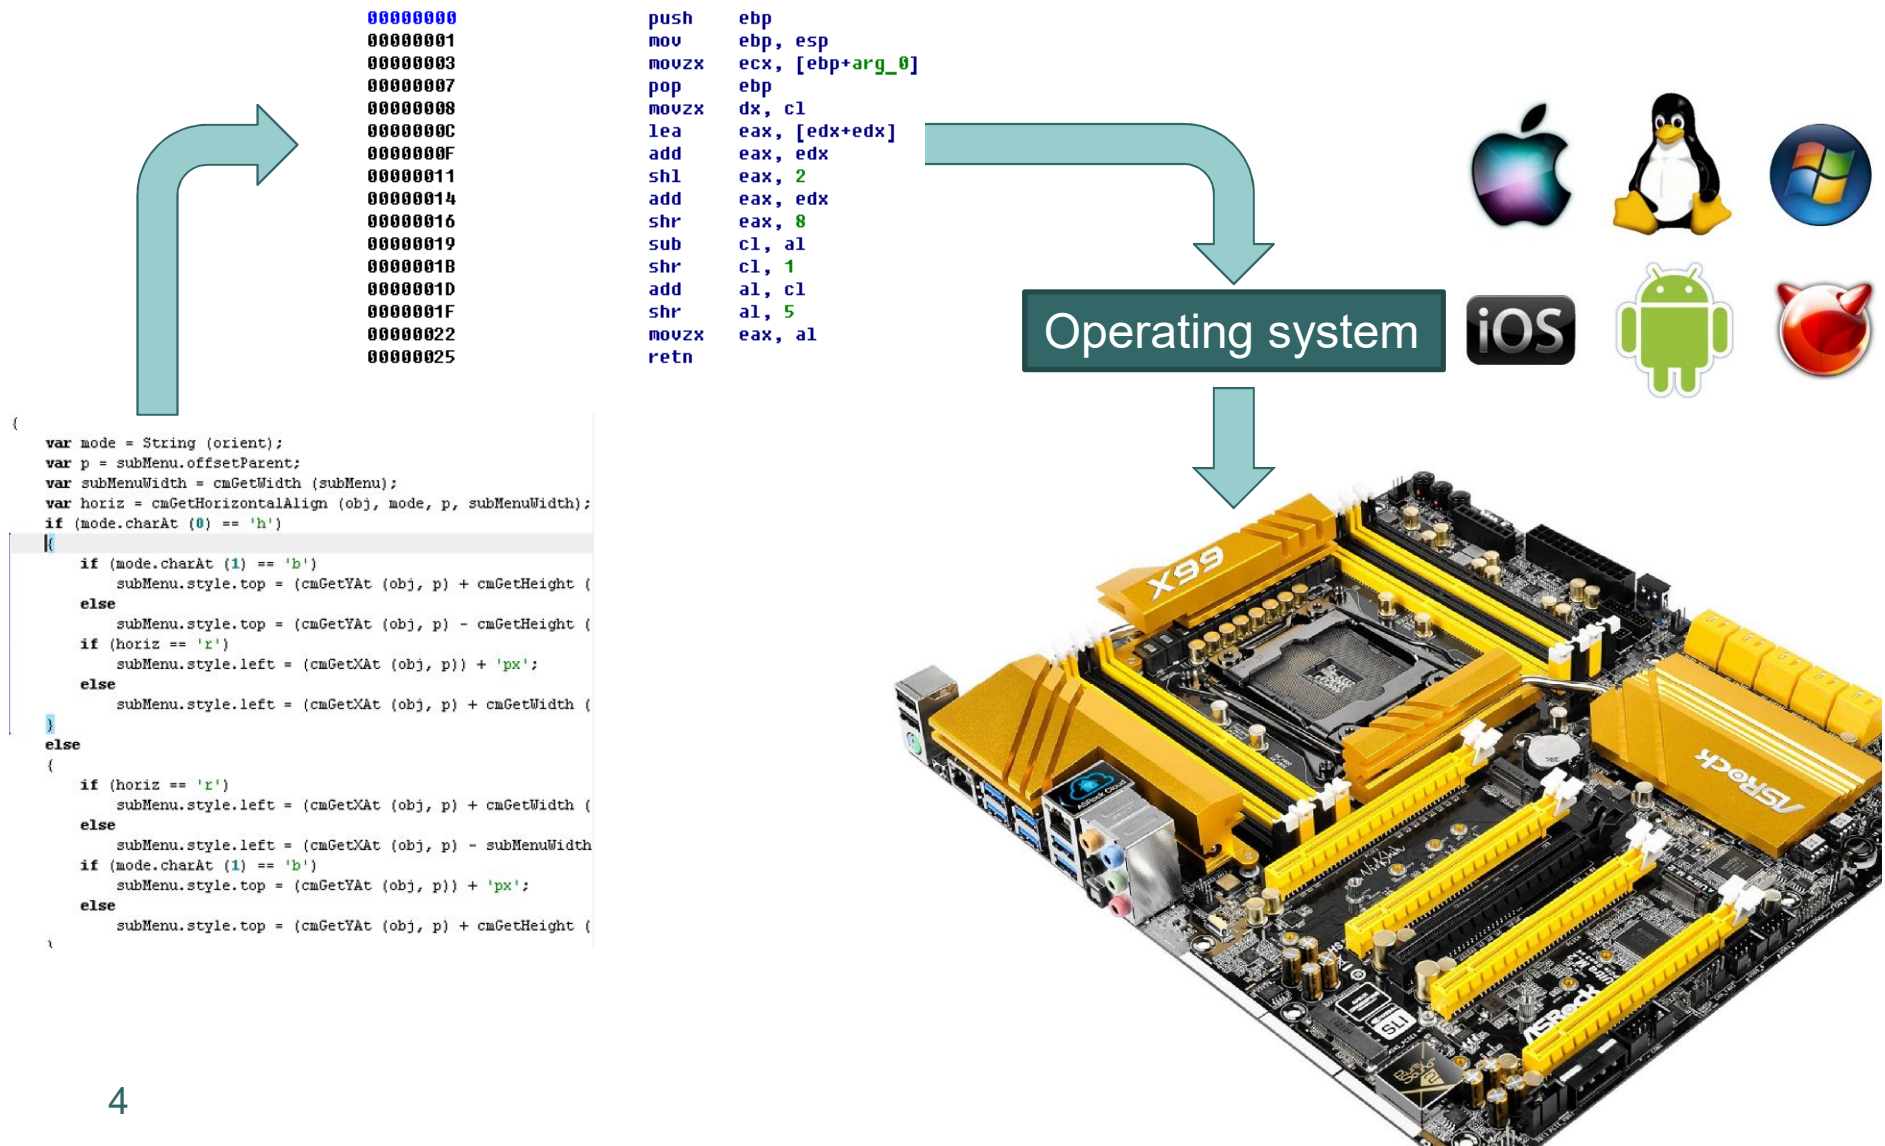 00000000 push ebp
00000001 mov ebp, esp
00000003 movzx ecx, [ebp+arg_0]
00000007 pop ebp
00000008 movzx dx, cl
0000000C lea eax, [edx+edx]
0000000F add eax, edx
00000011 shl eax, 2
00000014 add eax, edx
00000016 shr eax, 8
00000019 sub cl, al
0000001B shr cl, 1
0000001D add al, cl
0000001F shr al, 5
00000022 movzx eax, al
00000025 retn
Operating system
iOS
{
var mode = String (orient);
var p = subMenu.offsetParent;
var subMenuWidth = cmGetWidth (subMenu);
var horiz = cmGetHorizontalAlign (obj, mode, p, subMenuWidth);
if (mode.charAt (0) == 'h')
{
if (mode.charAt (1) == 'b')
subMenu.style.top = (cmGetYAt (obj, p) + cmGetHeight (
else
subMenu.style.top = (cmGetYAt (obj, p) - cmGetHeight (
if (horiz == 'r')
subMenu.style.left = (cmGetXAt (obj, p)) + 'px';
else
subMenu.style.left = (cmGetXAt (obj, p) + cmGetWidth (
}
else
{
if (horiz == 'r')
subMenu.style.left = (cmGetXAt (obj, p) + cmGetWidth (
else
subMenu.style.left = (cmGetXAt (obj, p) - subMenuWidth
if (mode.charAt (1) == 'b')
subMenu.style.top = (cmGetYAt (obj, p)) + 'px';
else
subMenu.style.top = (cmGetYAt (obj, p) + cmGetHeight (
X99
ASRock
ASRock Cloud
ASRock
SLI
4